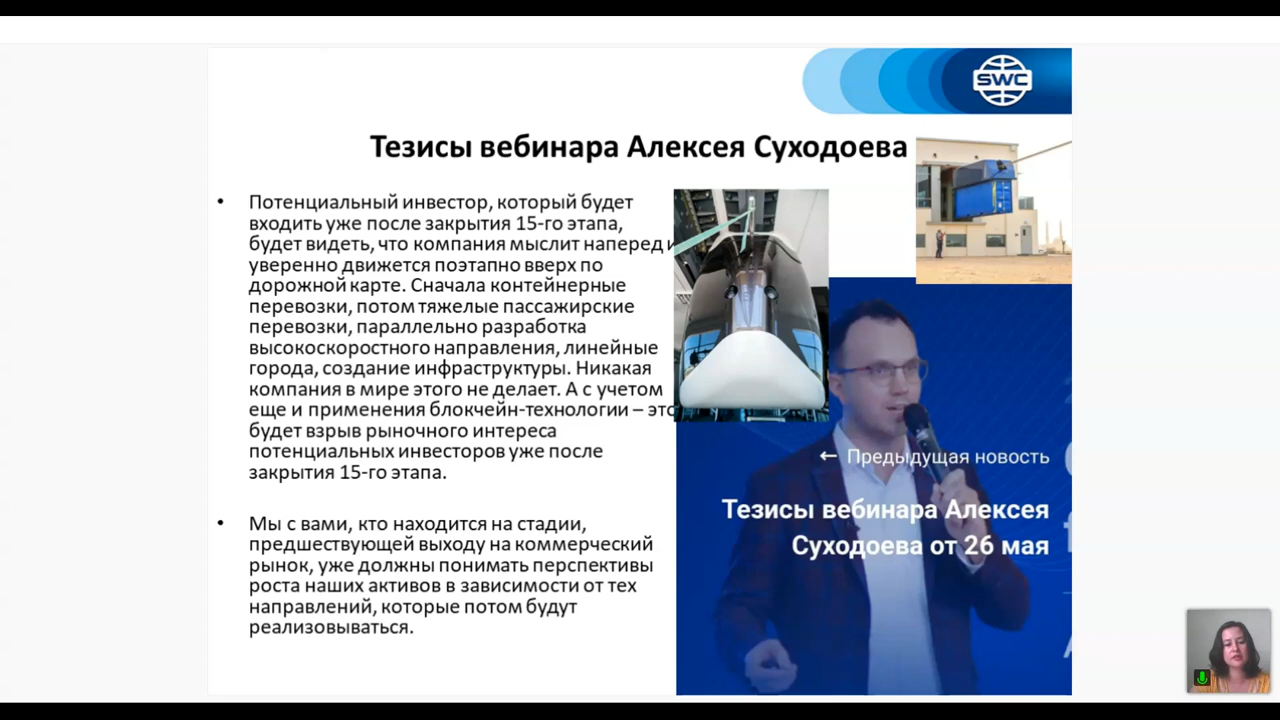 SWC
Тезисы вебинара Алексея Суходоева
• Потенциальный инвестор, который будет
входить уже после закрытия 15-го этапа,
будет видеть, что компания мыслит наперед и
уверенно движется поэтапно вверх по
дорожной карте. Сначала контейнерные
перевозки, потом тяжелые пассажирские
перевозки, параллельно разработка
высокоскоростного направления, линейные
города, создание инфраструктуры. Никакая
компания в мире этого не делает. А с учетом
еще и применения блокчейн-технологии – это
будет взрыв рыночного интереса
потенциальных инвесторов уже после
закрытия 15-го этапа.
• Мы с вами, кто находится на стадии,
предшествующей выходу на коммерческий
рынок, уже должны понимать перспективы
роста наших активов в зависимости от тех
направлений, которые потом будут
реализовываться.
← Предыдущая новость
Тезисы вебинара Алексея
Суходоева от 26 мая